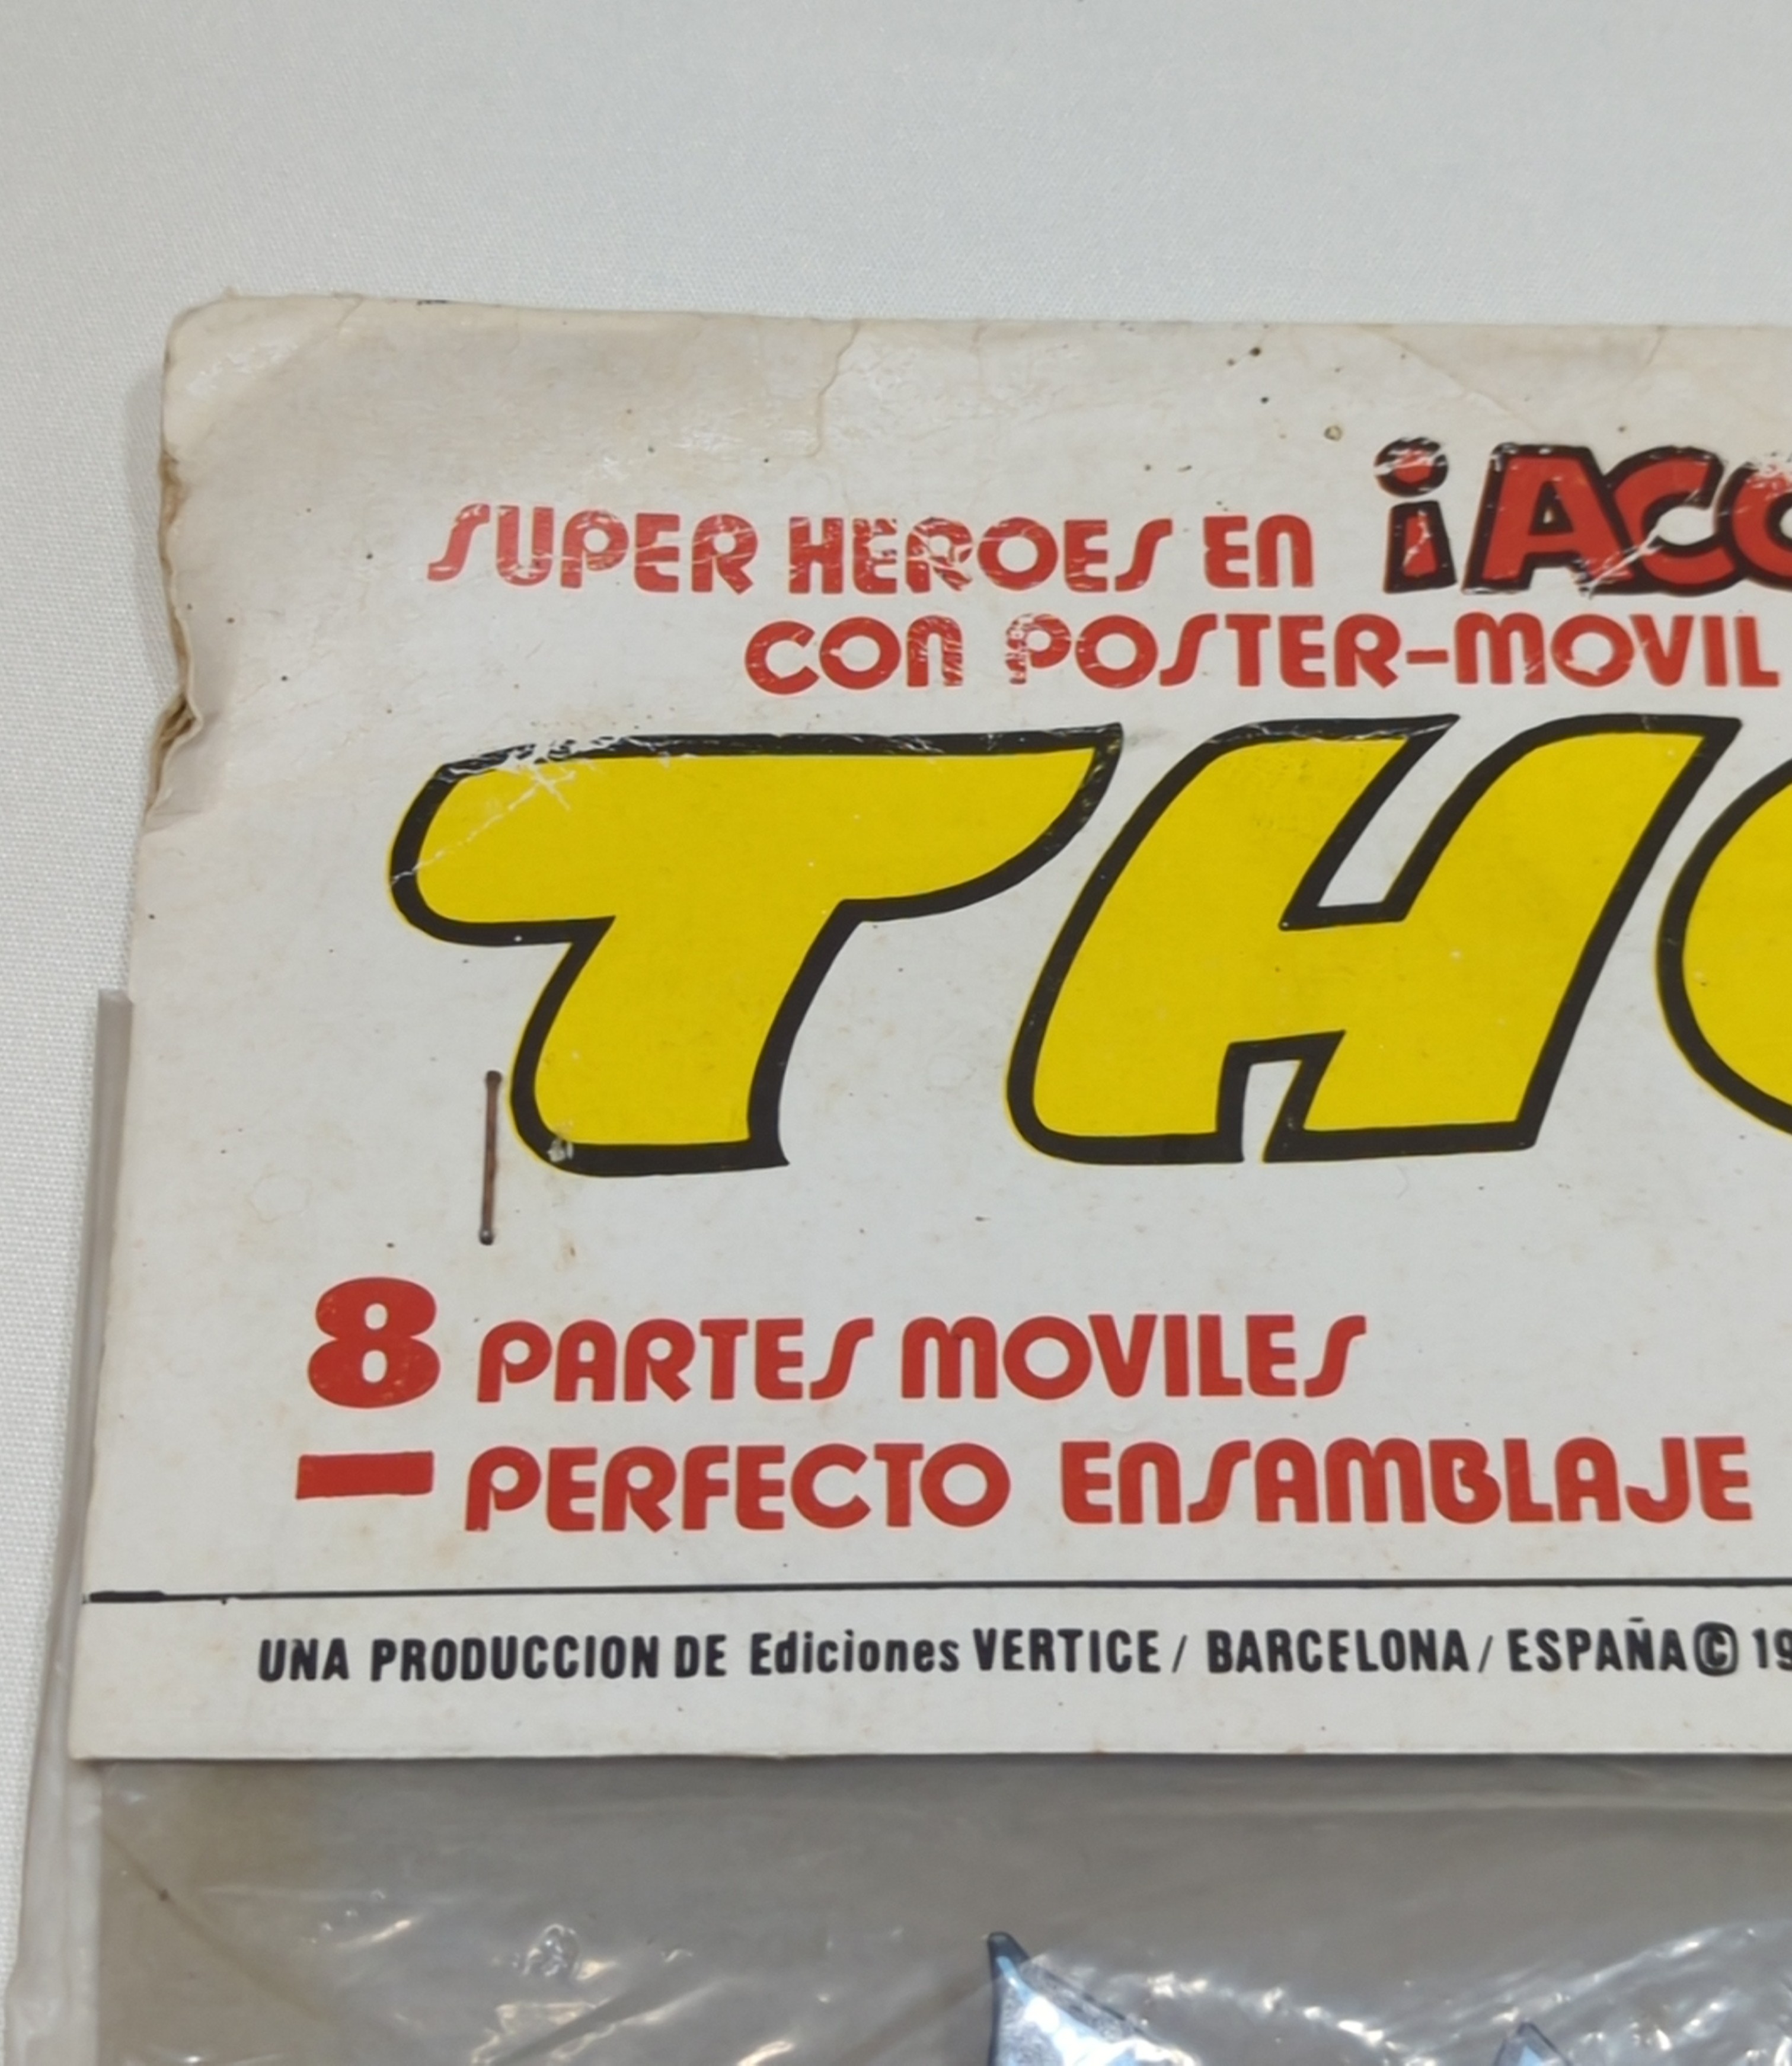 SUPER HEROES EN ¡ACC
CON POSTER-MOVIL
THO
8 PARTES MOVILES
- PERFECTO ENSAMBLAJE
UNA PRODUCCION DE Ediciones VERTICE / BARCELONA / ESPAÑA © 19